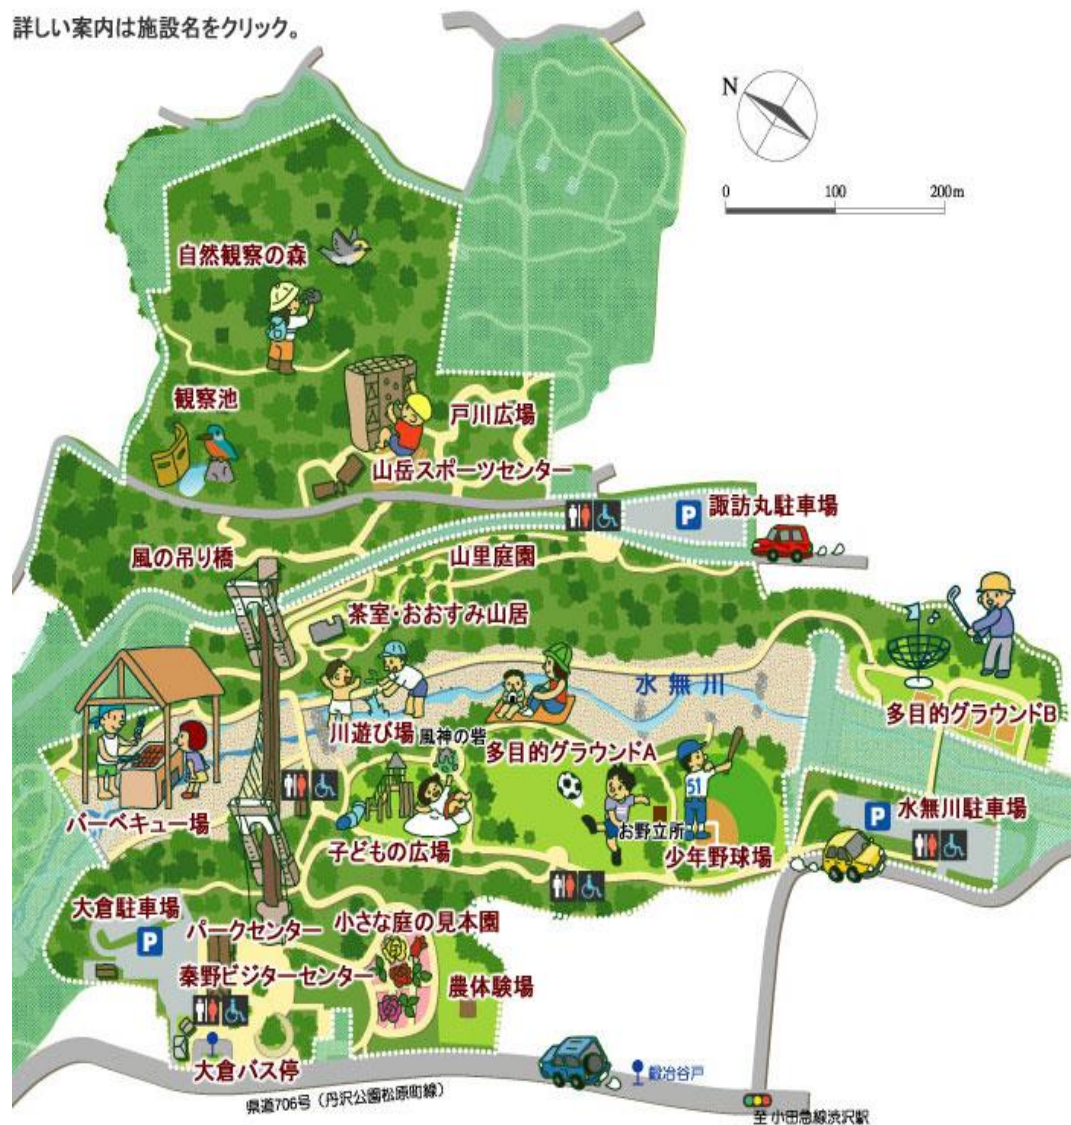 詳しい案内は施設名をクリック。
N
0 100 200m
自然観察の森
観察池
戸川広場
山岳スポーツセンター
P
諏訪丸駐車場
風の吊り橋
山里庭園
茶室・おおすみ山居
水無川
川遊び場
風神の砦
多目的グラウンドA
多目的グラウンドB
51
バーベキュー場
子どもの広場
お野立所
少年野球場
P
水無川駐車場
大倉駐車場
P
パークセンター
小さな庭の見本園
秦野ビジターセンター
農体験場
大倉バス停
鍛冶谷戸
県道706号（丹沢公園松原町線）
至 小田急線渋沢駅